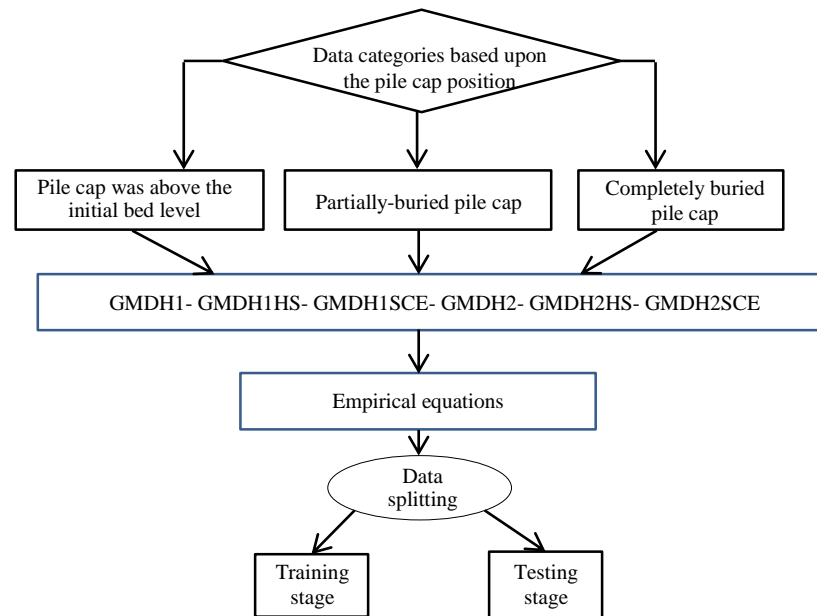 Data categories based upon
the pile cap position
Pile cap was above the
initial bed level
Partially-buried pile cap
Completely buried
pile cap
GMDH1- GMDH1HS- GMDH1SCE- GMDH2- GMDH2HS- GMDH2SCE
Empirical equations
Data
splitting
Training
stage
Testing
stage